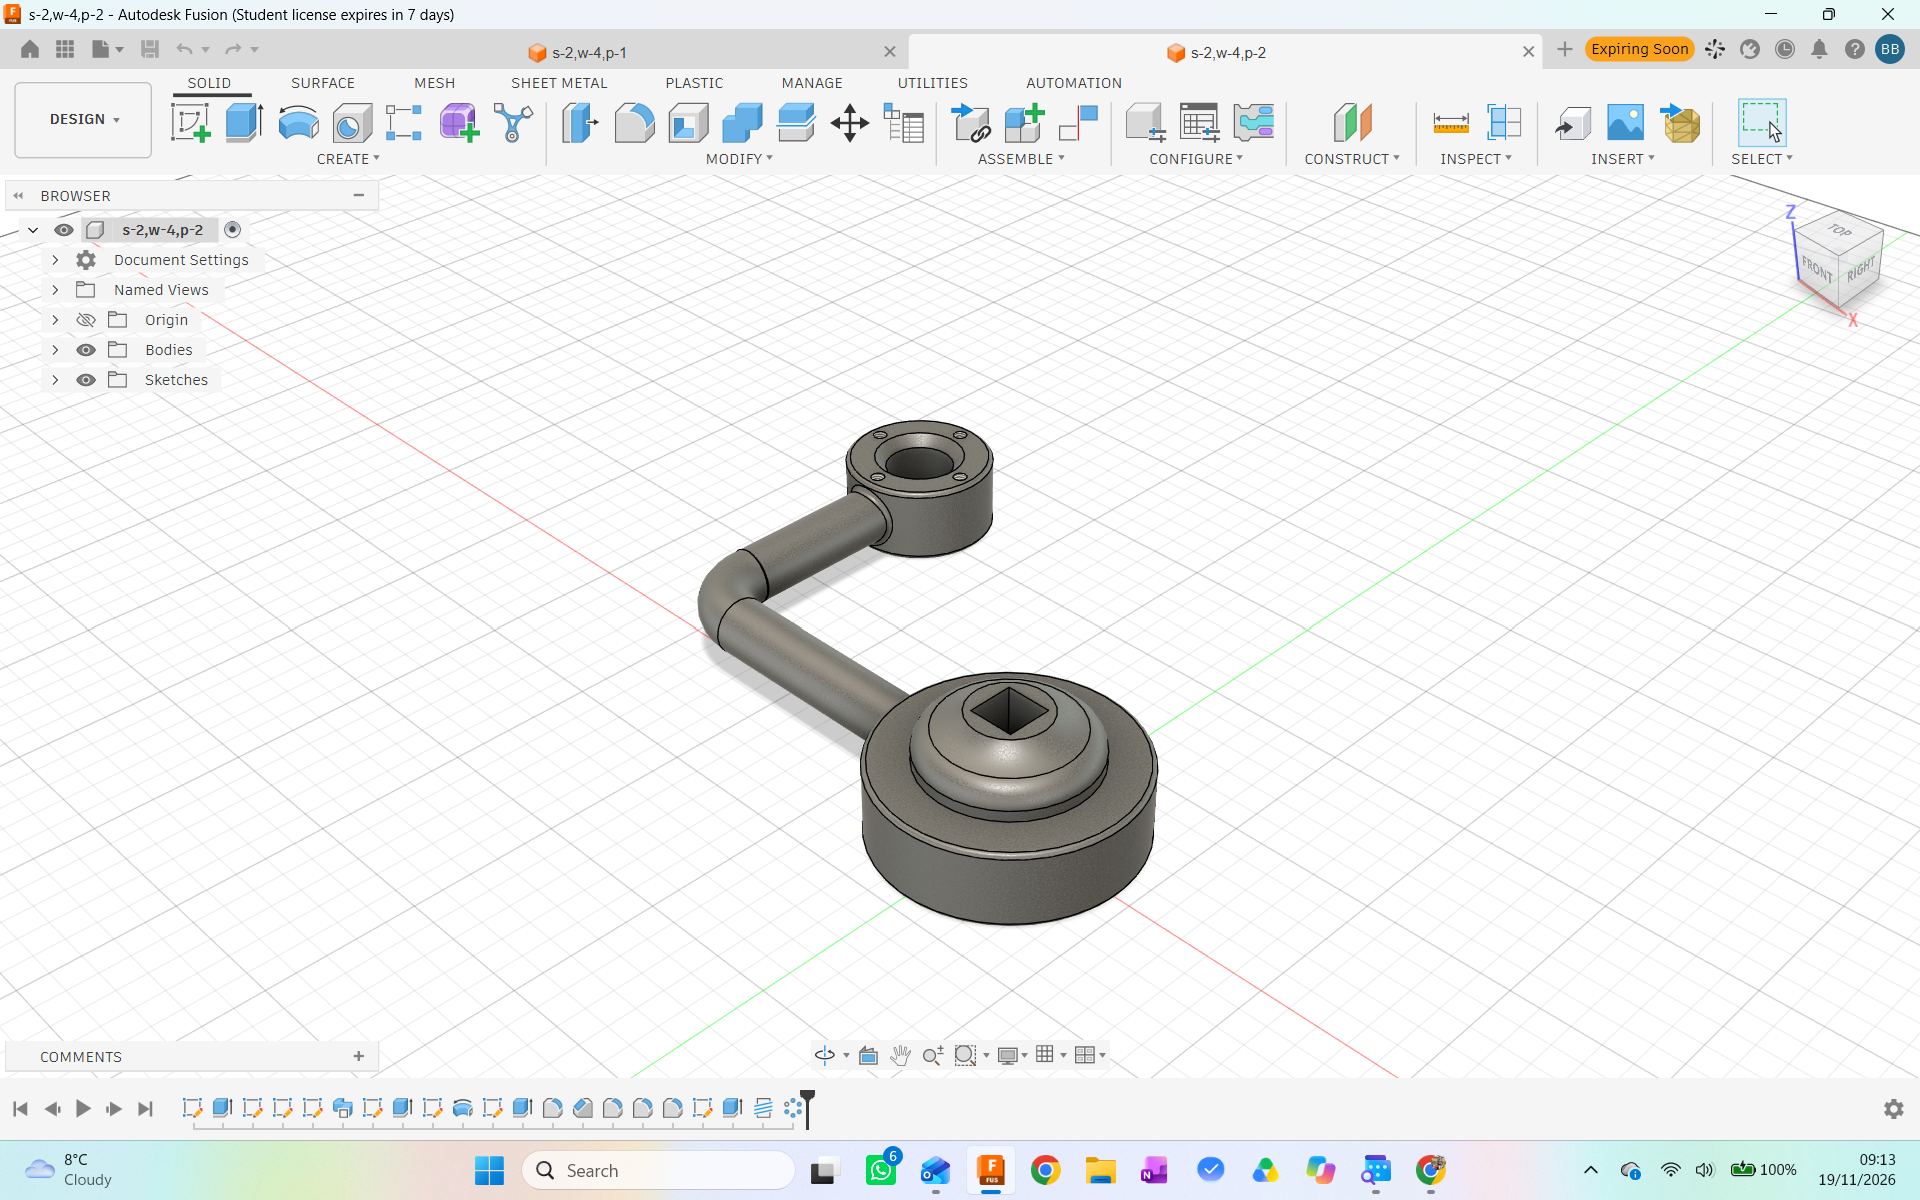 s-2,w-4,p-2 - Autodesk Fusion (Student license expires in 7 days)
s-2,w-4,p-1
s-2,w-4,p-2
Expiring Soon
BB
DESIGN
SOLID SURFACE MESH SHEET METAL PLASTIC MANAGE UTILITIES AUTOMATION
CREATE MODIFY ASSEMBLE CONFIGURE CONSTRUCT INSPECT INSERT SELECT
BROWSER
s-2,w-4,p-2
Document Settings
Named Views
Origin
Bodies
Sketches
Z
TOP
FRONT
RIGHT
X
COMMENTS
8°C
Cloudy
Search
6
F
FUS
100%
09:13
19/11/2026